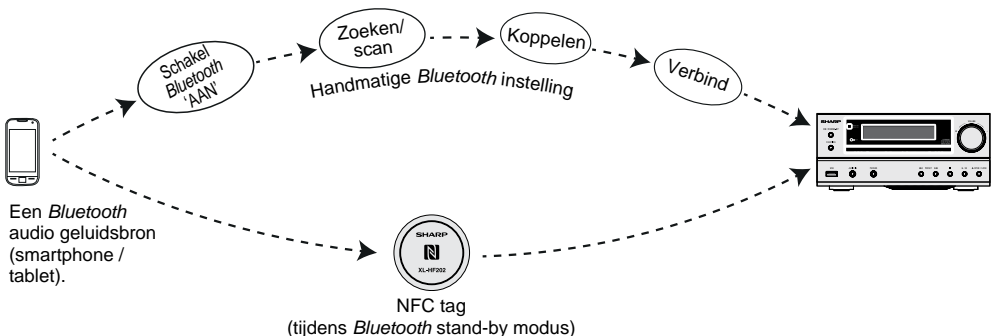 Schakel
Bluetooth
‘AAN’
Zoeken/
scan
Koppelen
Verbind
Handmatige Bluetooth instelling
SHARP
Een Bluetooth
audio geluidsbron
(smartphone /
tablet).
SHARP
XL-HF202
NFC tag
(tijdens Bluetooth stand-by modus)